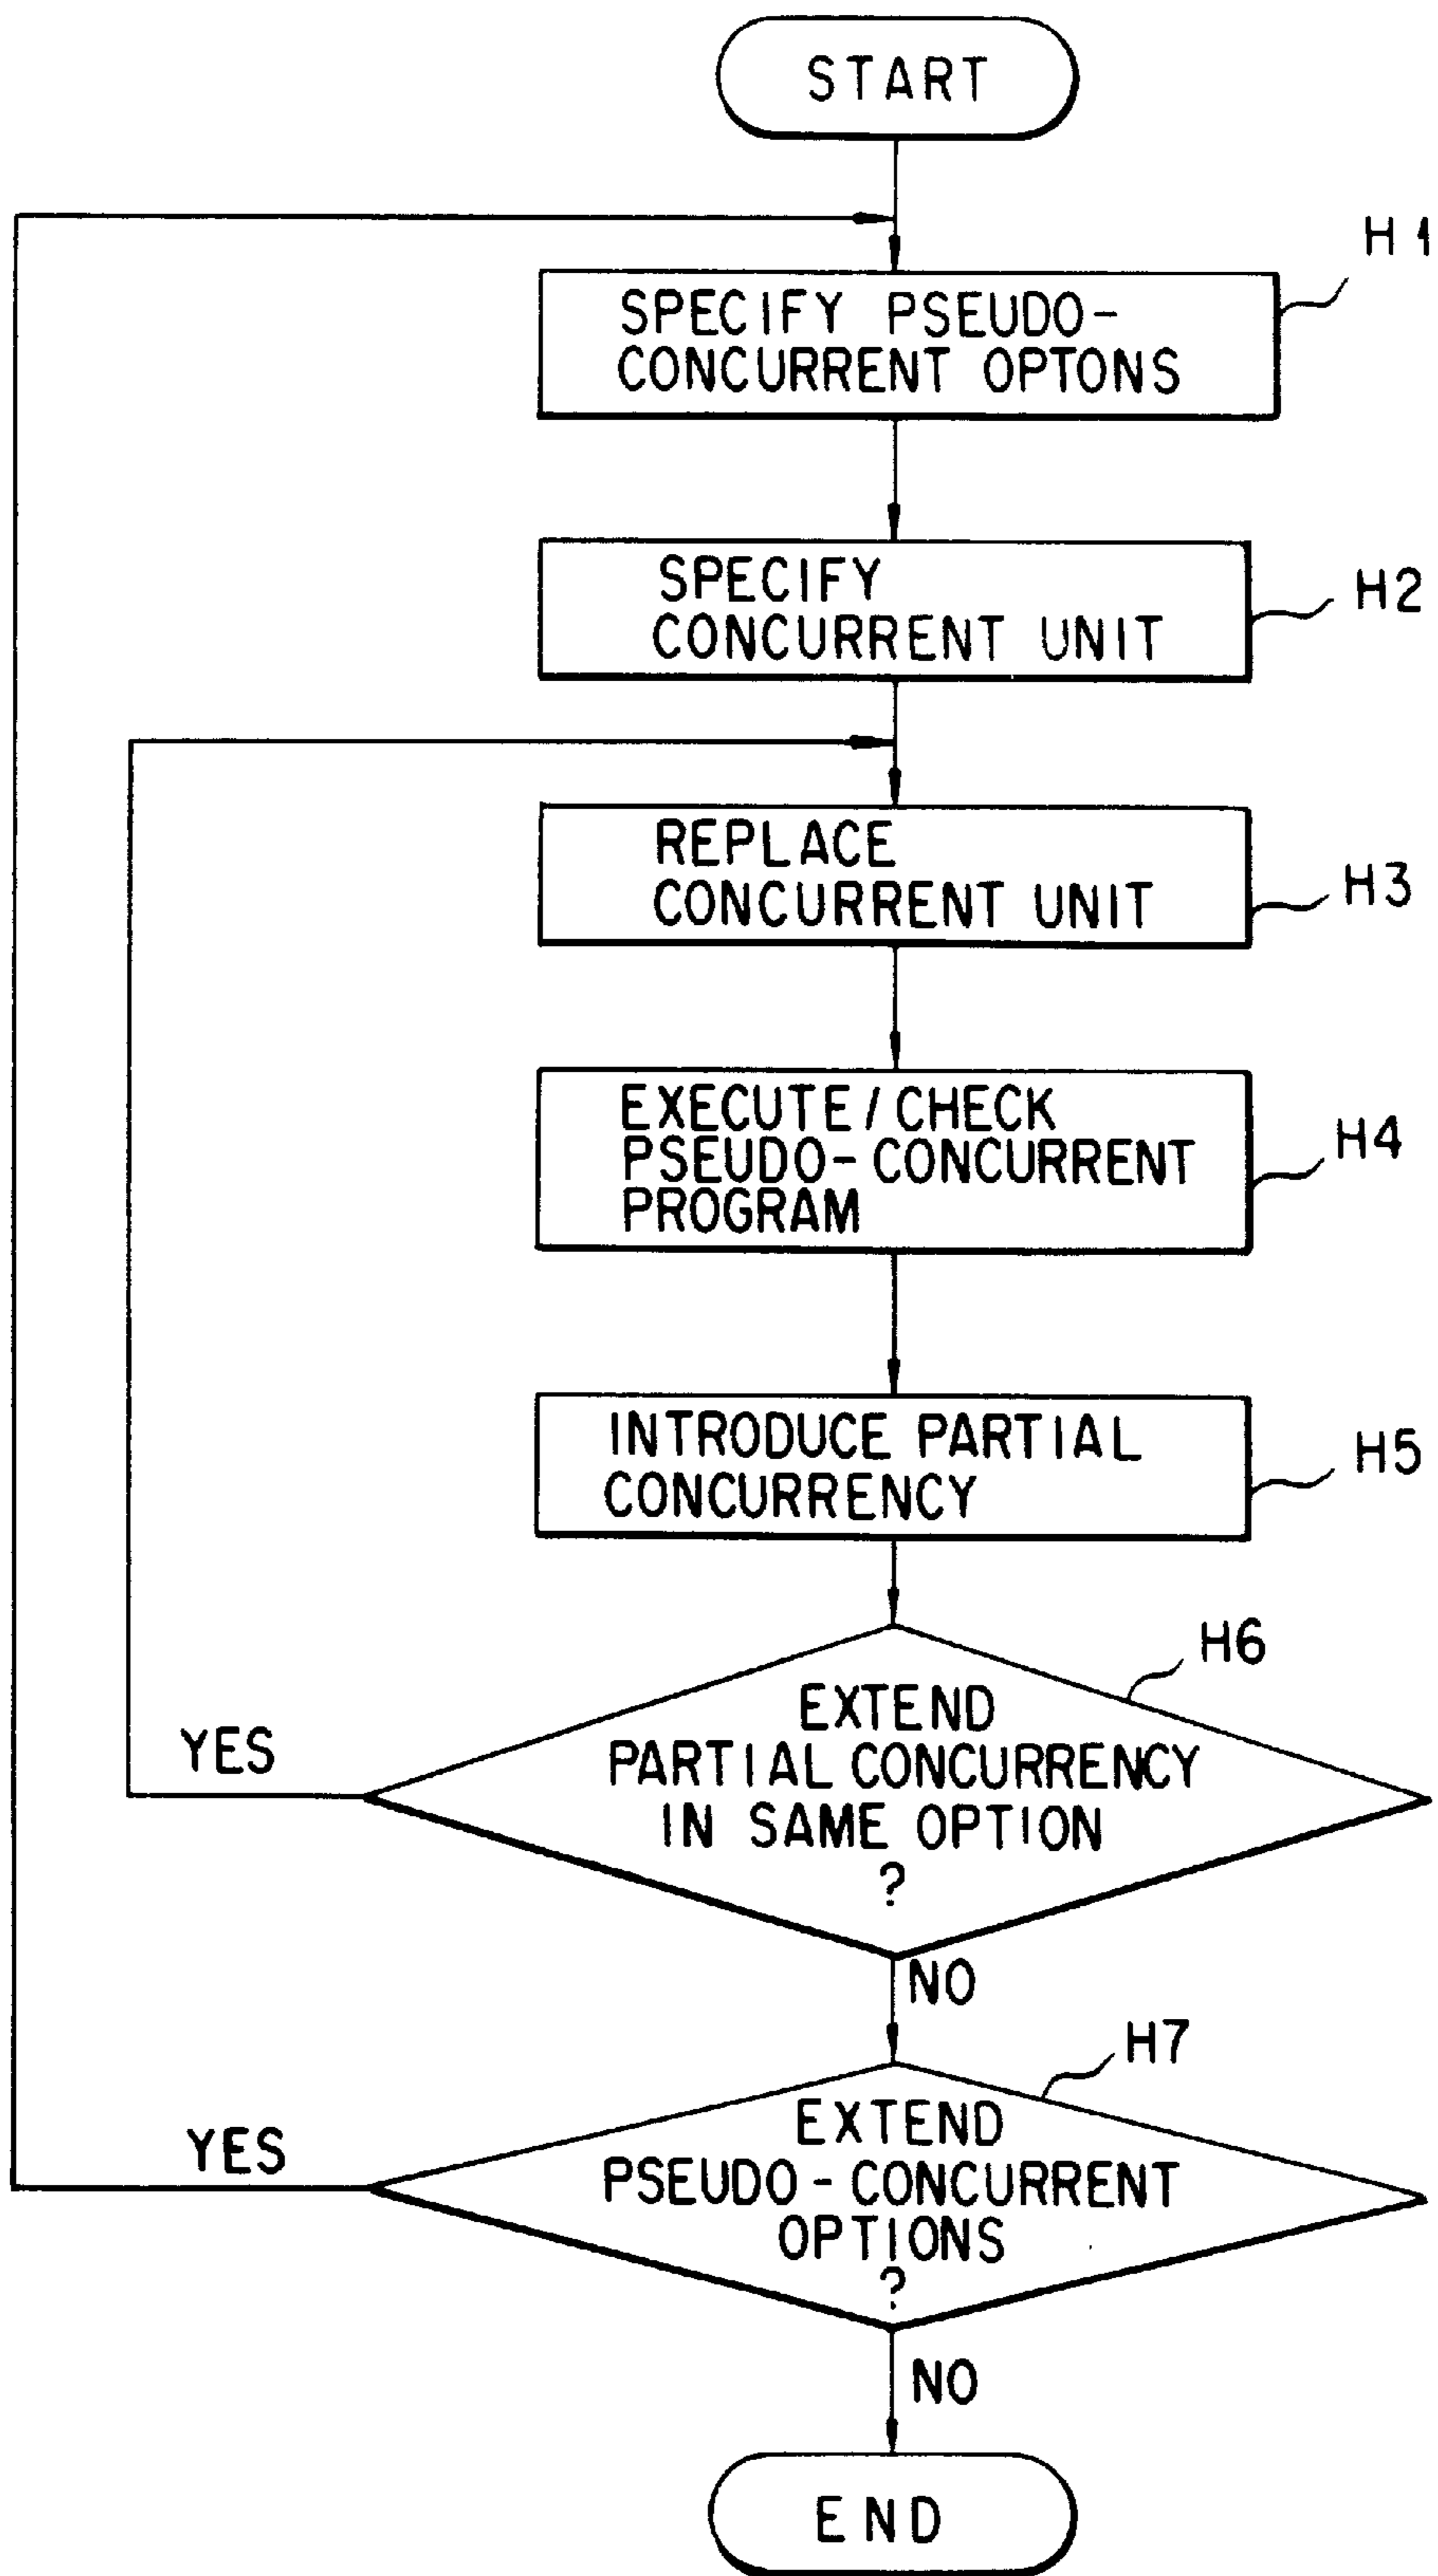 START
H1
SPECIFY PSEUDO-
CONCURRENT OPTONS
SPECIFY
CONCURRENT UNIT
H2
REPLACE
CONCURRENT UNIT
H3
EXECUTE/CHECK
PSEUDO-CONCURRENT
PROGRAM
H4
INTRODUCE PARTIAL
CONCURRENCY
H5
H6
EXTEND
PARTIAL CONCURRENCY
IN SAME OPTION
?
YES
NO
H7
EXTEND
PSEUDO-CONCURRENT
OPTIONS
?
YES
NO
END